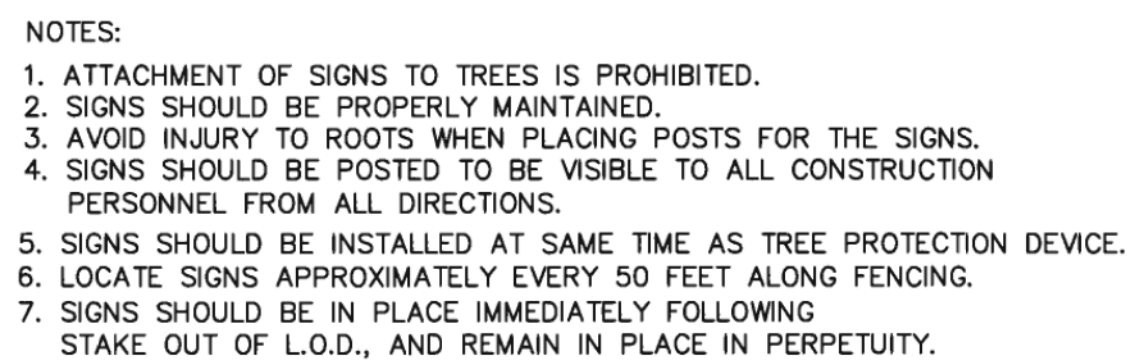 NOTES:
1. ATTACHMENT OF SIGNS TO TREES IS PROHIBITED.
2. SIGNS SHOULD BE PROPERLY MAINTAINED.
3. AVOID INJURY TO ROOTS WHEN PLACING POSTS FOR THE SIGNS.
4. SIGNS SHOULD BE POSTED TO BE VISIBLE TO ALL CONSTRUCTION
PERSONNEL FROM ALL DIRECTIONS.
5. SIGNS SHOULD BE INSTALLED AT SAME TIME AS TREE PROTECTION DEVICE.
6. LOCATE SIGNS APPROXIMATELY EVERY 50 FEET ALONG FENCING.
7. SIGNS SHOULD BE IN PLACE IMMEDIATELY FOLLOWING
STAKE OUT OF L.O.D., AND REMAIN IN PLACE IN PERPETUITY.